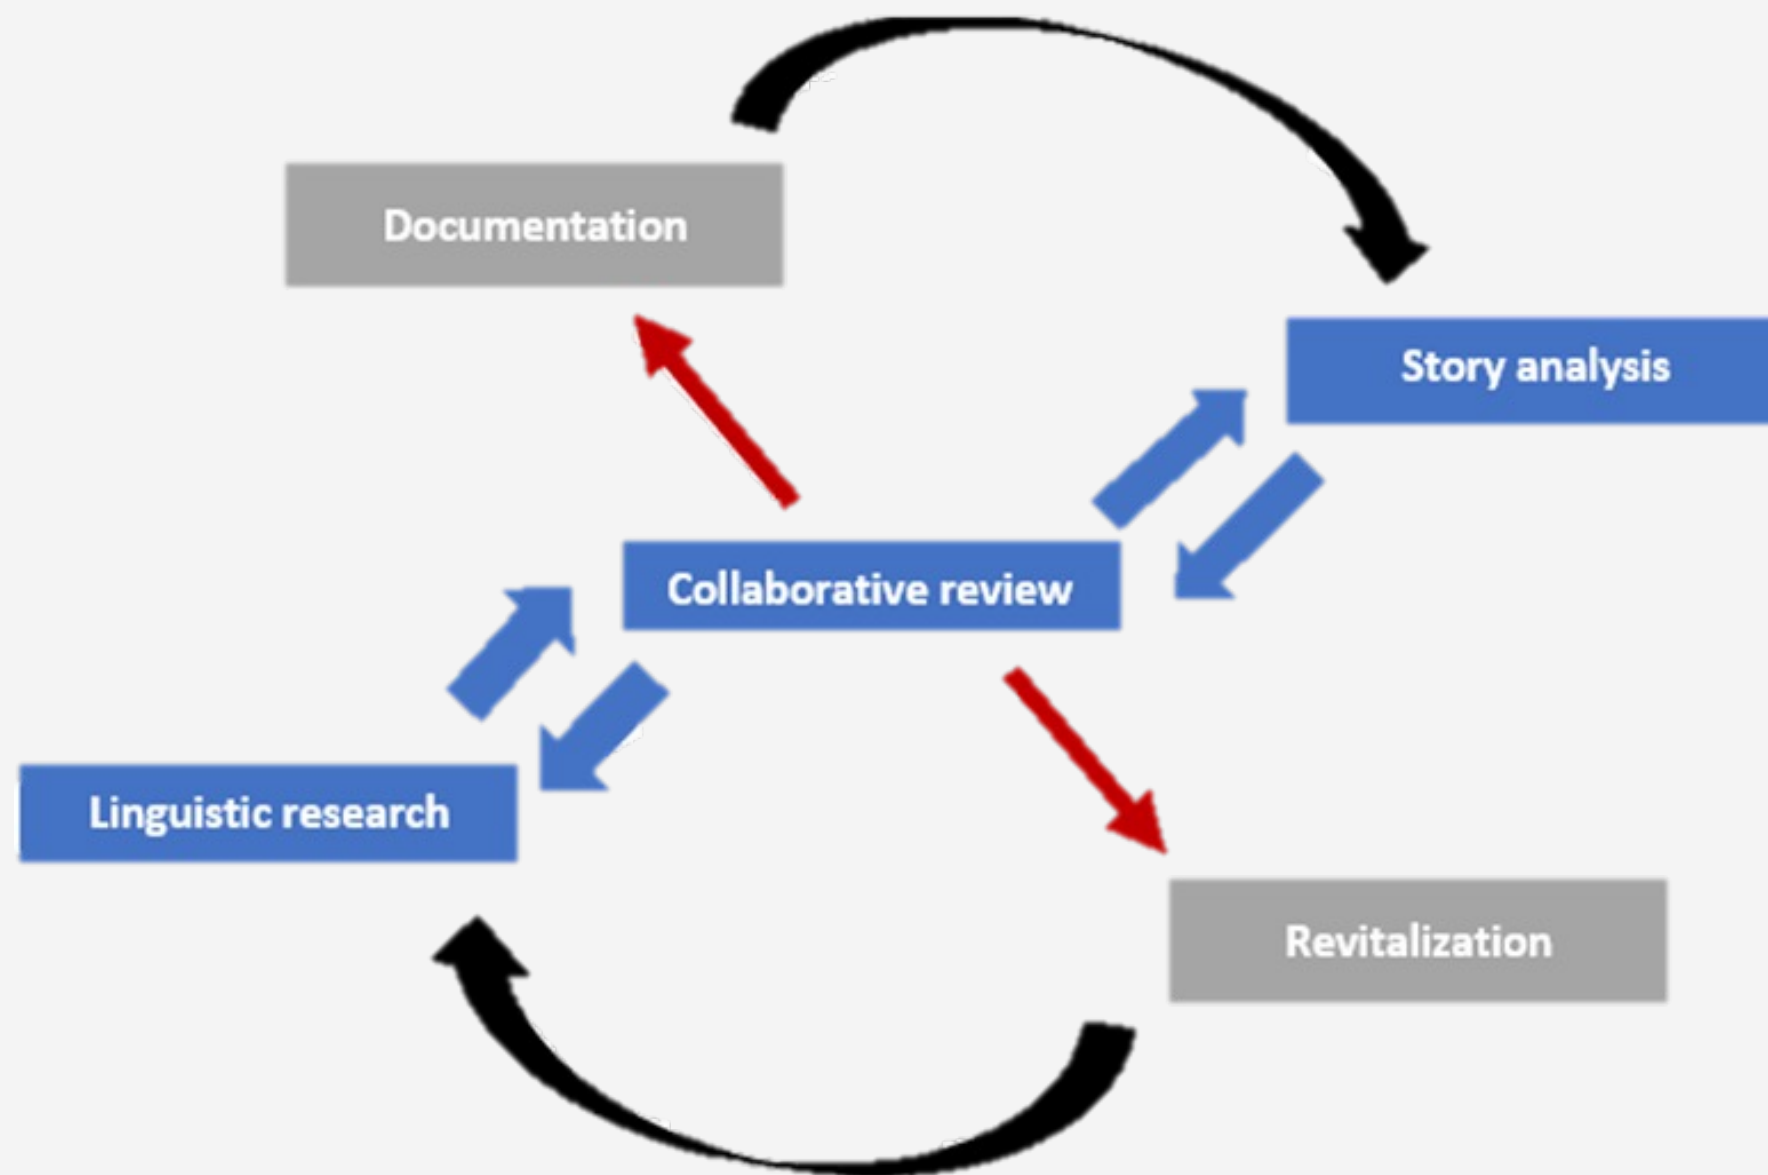 Documentation
Story analysis
Collaborative review
Linguistic research
Revitalization